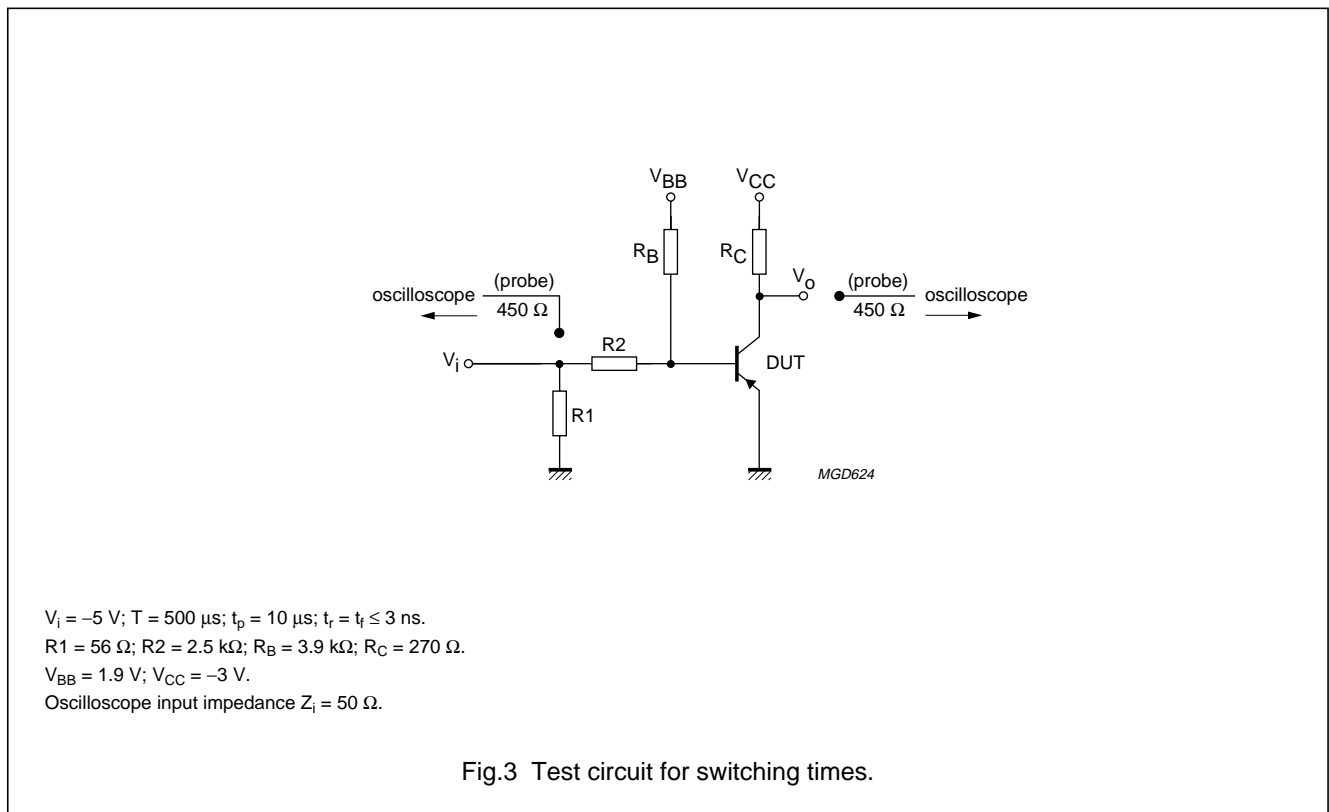 V_BB
V_CC
R_B
R_C
V_o
(probe)
oscilloscope
450 Ω
(probe)
oscilloscope
450 Ω
R2
V_i
DUT
R1
MGD624
V_i = −5 V; T = 500 µs; t_p = 10 µs; t_r = t_f ≤ 3 ns.
R1 = 56 Ω; R2 = 2.5 kΩ; R_B = 3.9 kΩ; R_C = 270 Ω.
V_BB = 1.9 V; V_CC = −3 V.
Oscilloscope input impedance Z_i = 50 Ω.
Fig.3 Test circuit for switching times.